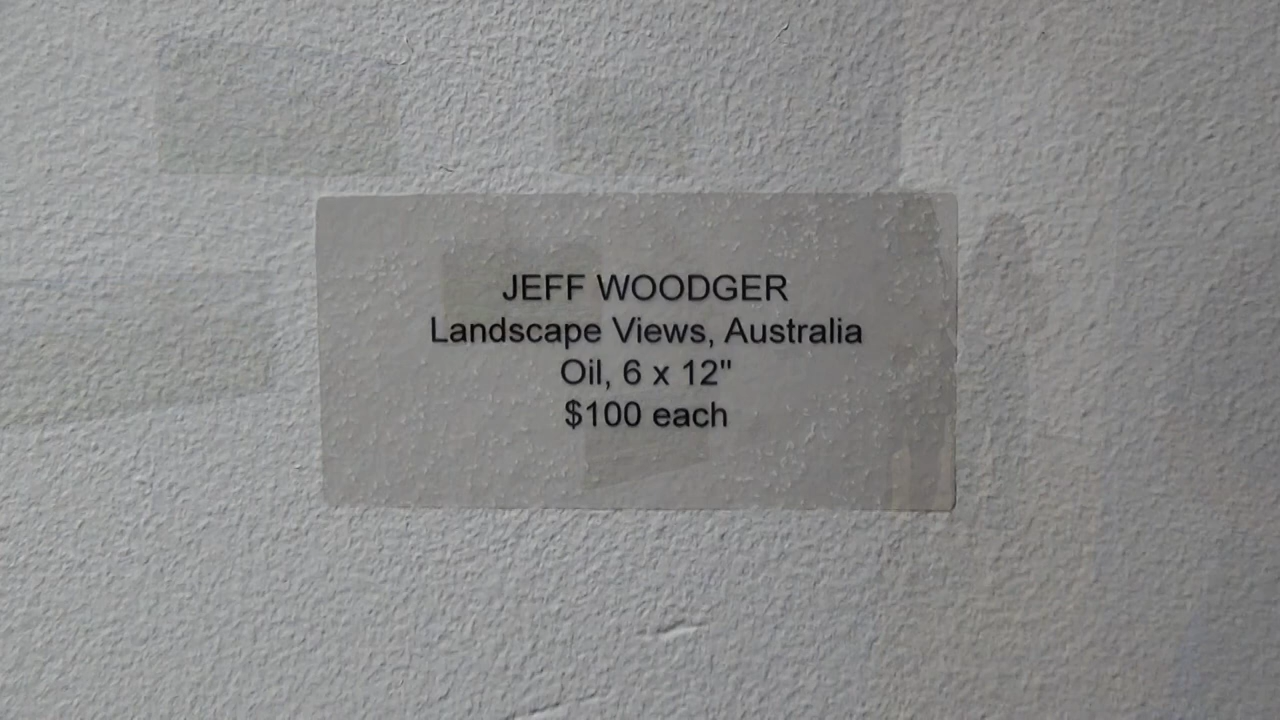 JEFF WOODGER
Landscape Views, Australia
Oil, 6 x 12"
$100 each